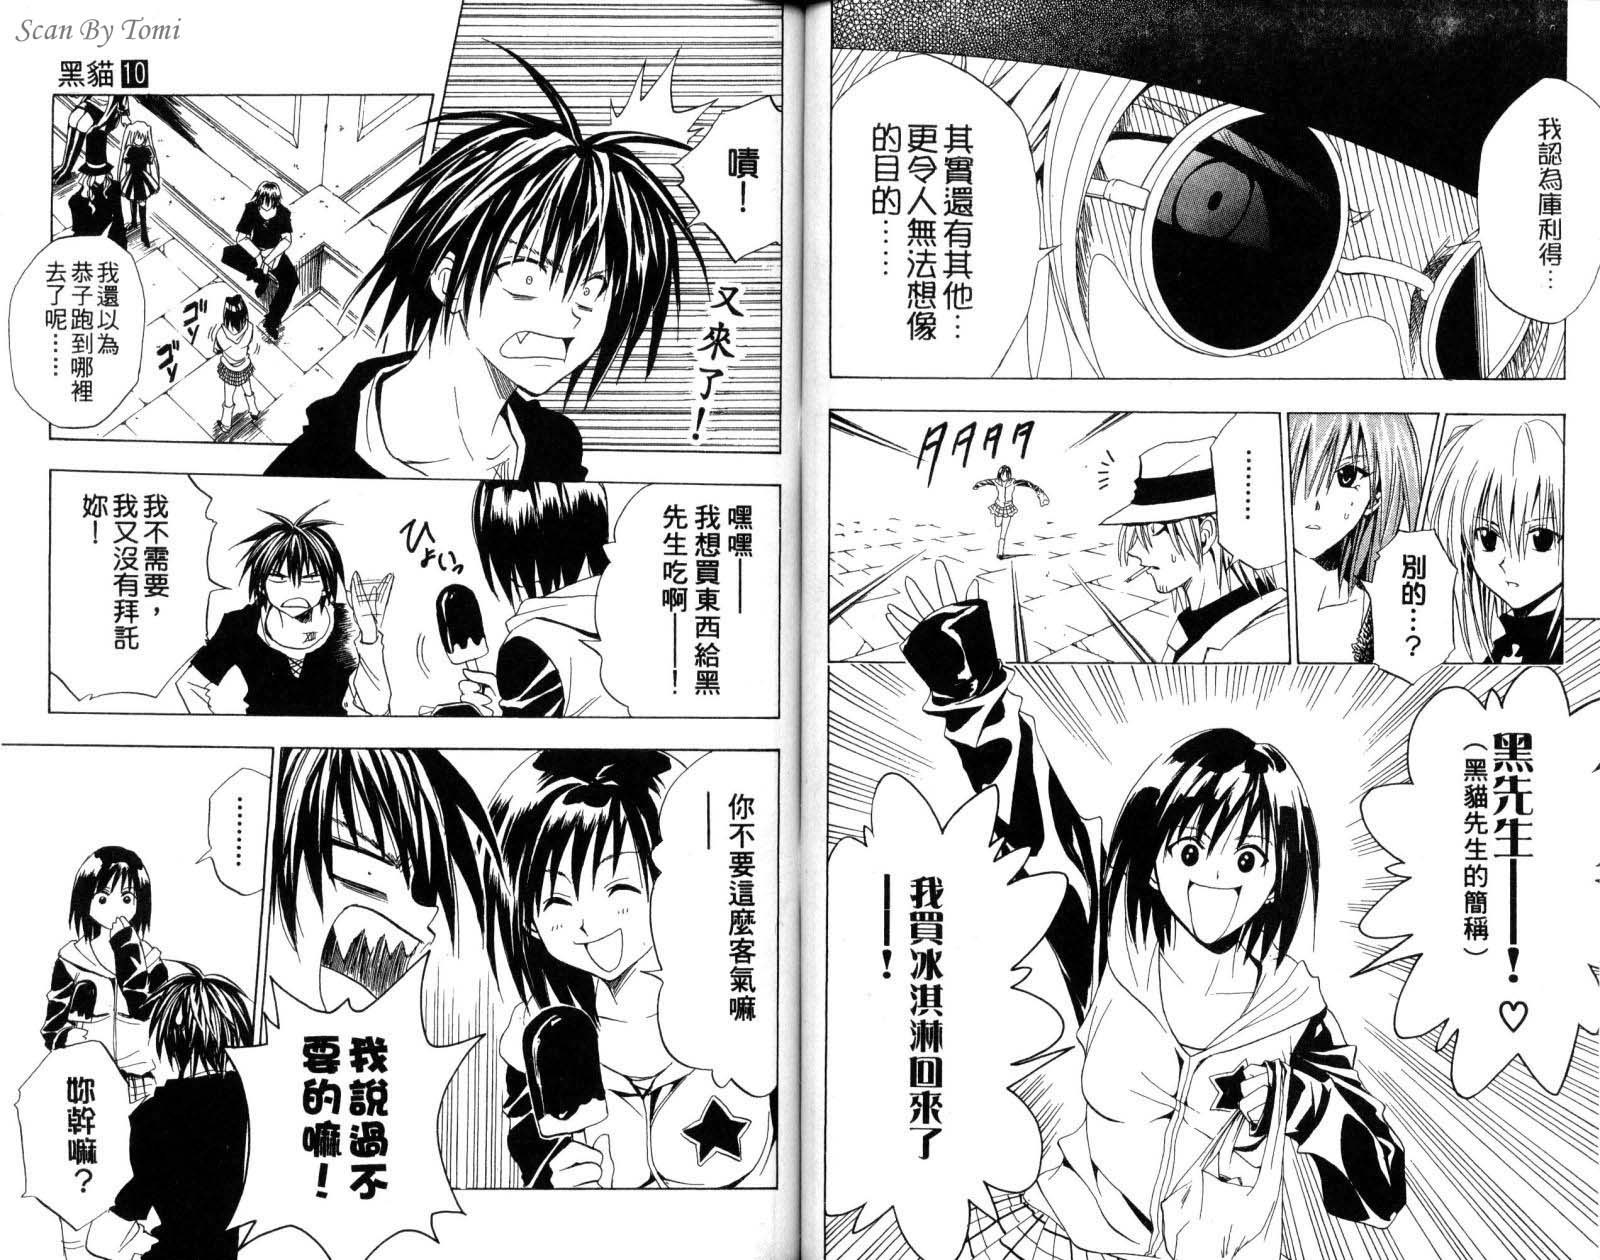 Scan By Tomi
黑貓10
我認為庫利得…
其實還有其他…
更令人無法想像
的目的……
別的…?
………
タタタタ
黑先生——!♡
(黑貓先生的簡稱)
我買冰淇淋回來了
——!
嘖!
又來了!
我還以為
恭子跑到哪裡
去了呢……
ゴソ
ゴソ
嘿嘿——
我想買東西給黑
先生吃啊——!
ひょいっ
我不需要,
我又沒有拜託
妳!
XIII
你不要這麼客氣嘛
——
我說過不
要的嘛!
………
妳幹嘛?